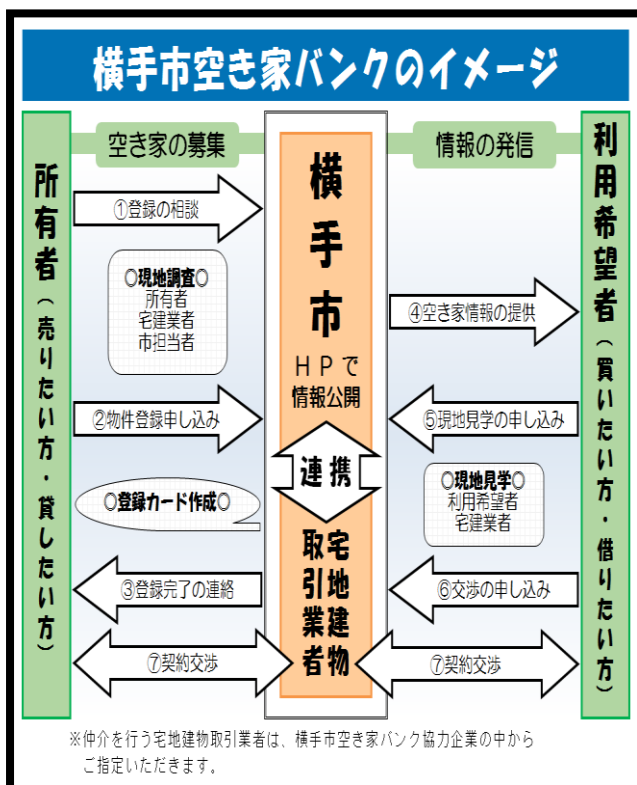 横手市空き家バンクのイメージ
所有者(売りたい方・貸したい方)
空き家の募集
①登録の相談
○現地調査○
所有者
宅建業者
市担当者
②物件登録申し込み
○登録カード作成○
③登録完了の連絡
⑦契約交渉
横手市
HPで
情報公開
連携
宅地建物
取引業者
情報の発信
④空き家情報の提供
⑤現地見学の申し込み
○現地見学○
利用希望者
宅建業者
⑥交渉の申し込み
⑦契約交渉
利用希望者(買いたい方・借りたい方)
※仲介を行う宅地建物取引業者は、横手市空き家バンク協力企業の中から
ご指定いただきます。